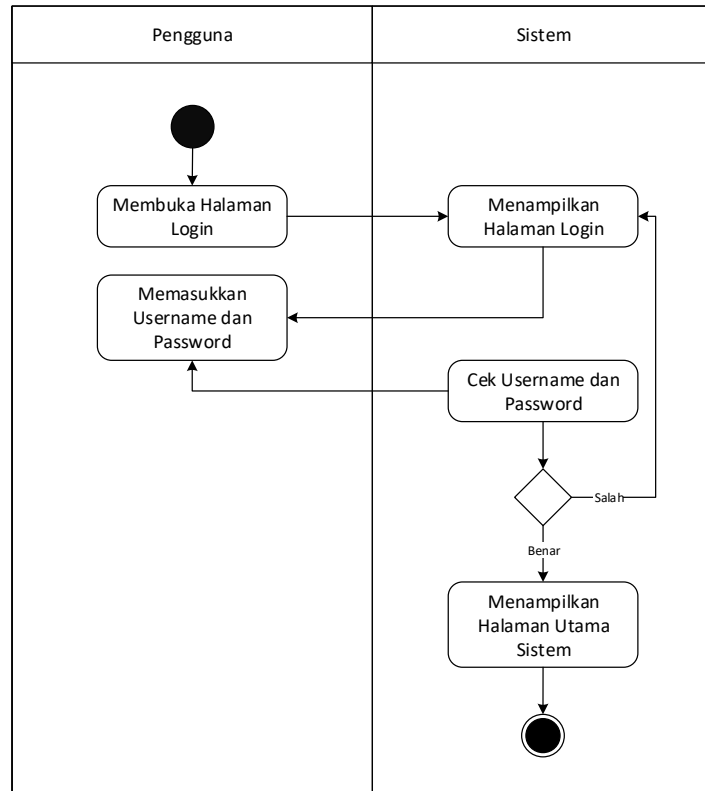 Pengguna
Sistem
Membuka Halaman
Login
Menampilkan
Halaman Login
Memasukkan
Username dan
Password
Cek Username dan
Password
Salah
Benar
Menampilkan
Halaman Utama
Sistem